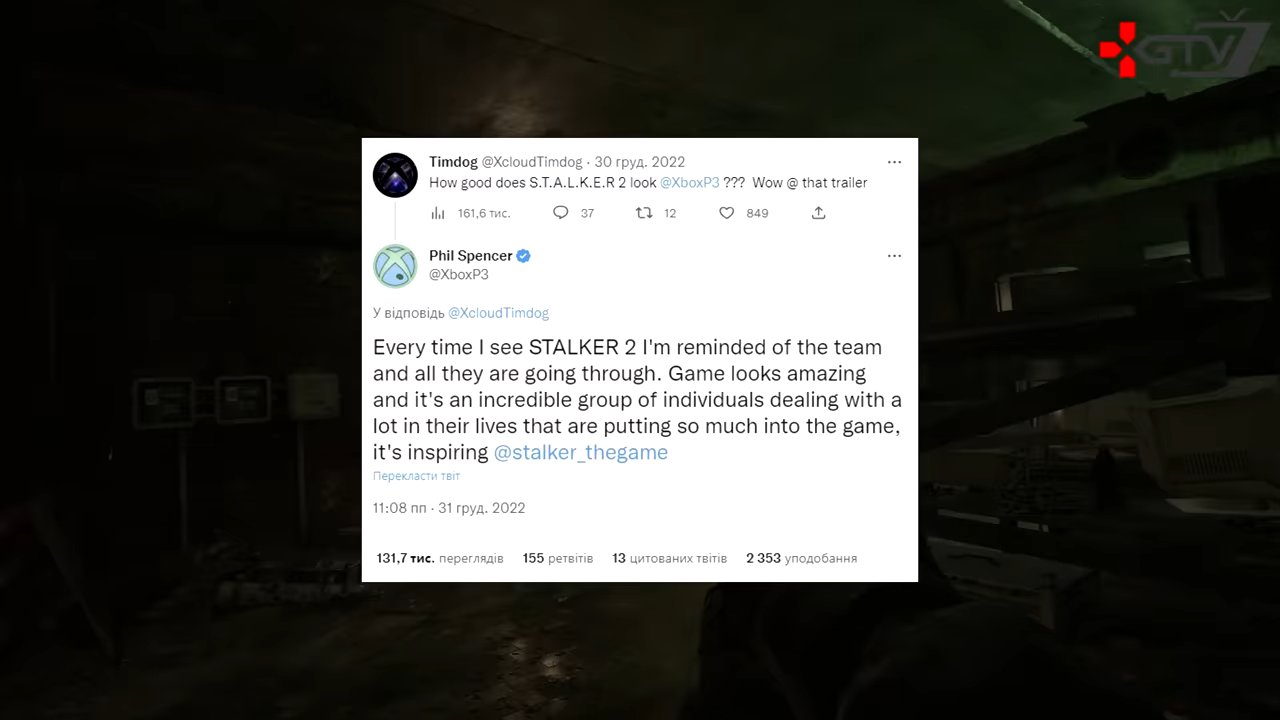 GTV
Timdog @XcloudTimdog · 30 груд. 2022
How good does S.T.A.L.K.E.R 2 look @XboxP3 ??? Wow @ that trailer
161,6 тис. 37 12 849
Phil Spencer
@XboxP3
У відповідь @XcloudTimdog
Every time I see STALKER 2 I'm reminded of the team
and all they are going through. Game looks amazing
and it's an incredible group of individuals dealing with a
lot in their lives that are putting so much into the game,
it's inspiring @stalker_thegame
Перекласти твіт
11:08 пп · 31 груд. 2022
131,7 тис. переглядів 155 ретвітів 13 цитованих твітів 2 353 уподобання